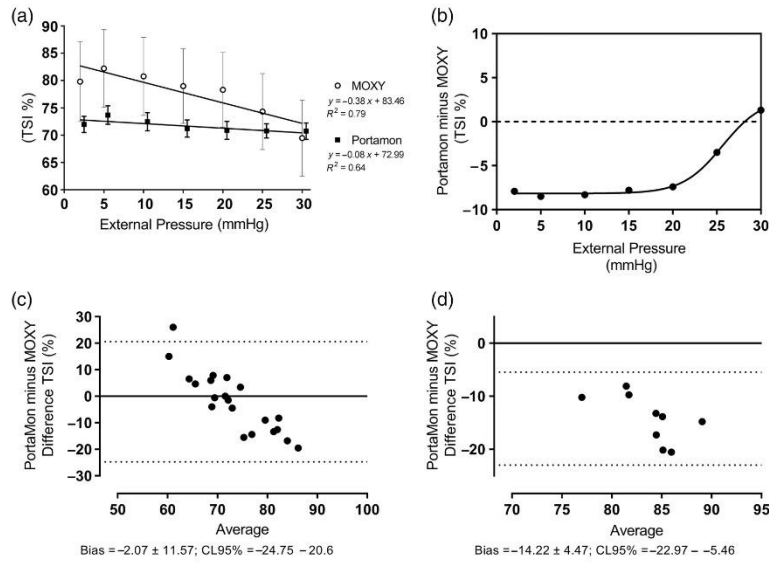 (a)
(TSI %)
90
85
80
75
70
65
60
0
5
10
15
20
25
30
External Pressure (mmHg)
MOXY
y = −0.38 x + 83.46
R² = 0.79
Portamon
y = −0.08 x + 72.99
R² = 0.64
(b)
Portamon minus MOXY
(TSI %)
10
5
0
−5
−10
0
5
10
15
20
25
30
External Pressure
(mmHg)
(c)
PortaMon minus MOXY
Difference TSI (%)
30
20
10
0
−10
−20
−30
50
60
70
80
90
100
Average
Bias = −2.07 ± 11.57; CL95% = −24.75 − 20.6
(d)
PortaMon minus MOXY
Difference TSI (%)
0
−10
−20
70
75
80
85
90
95
Average
Bias = −14.22 ± 4.47; CL95% = −22.97 − −5.46